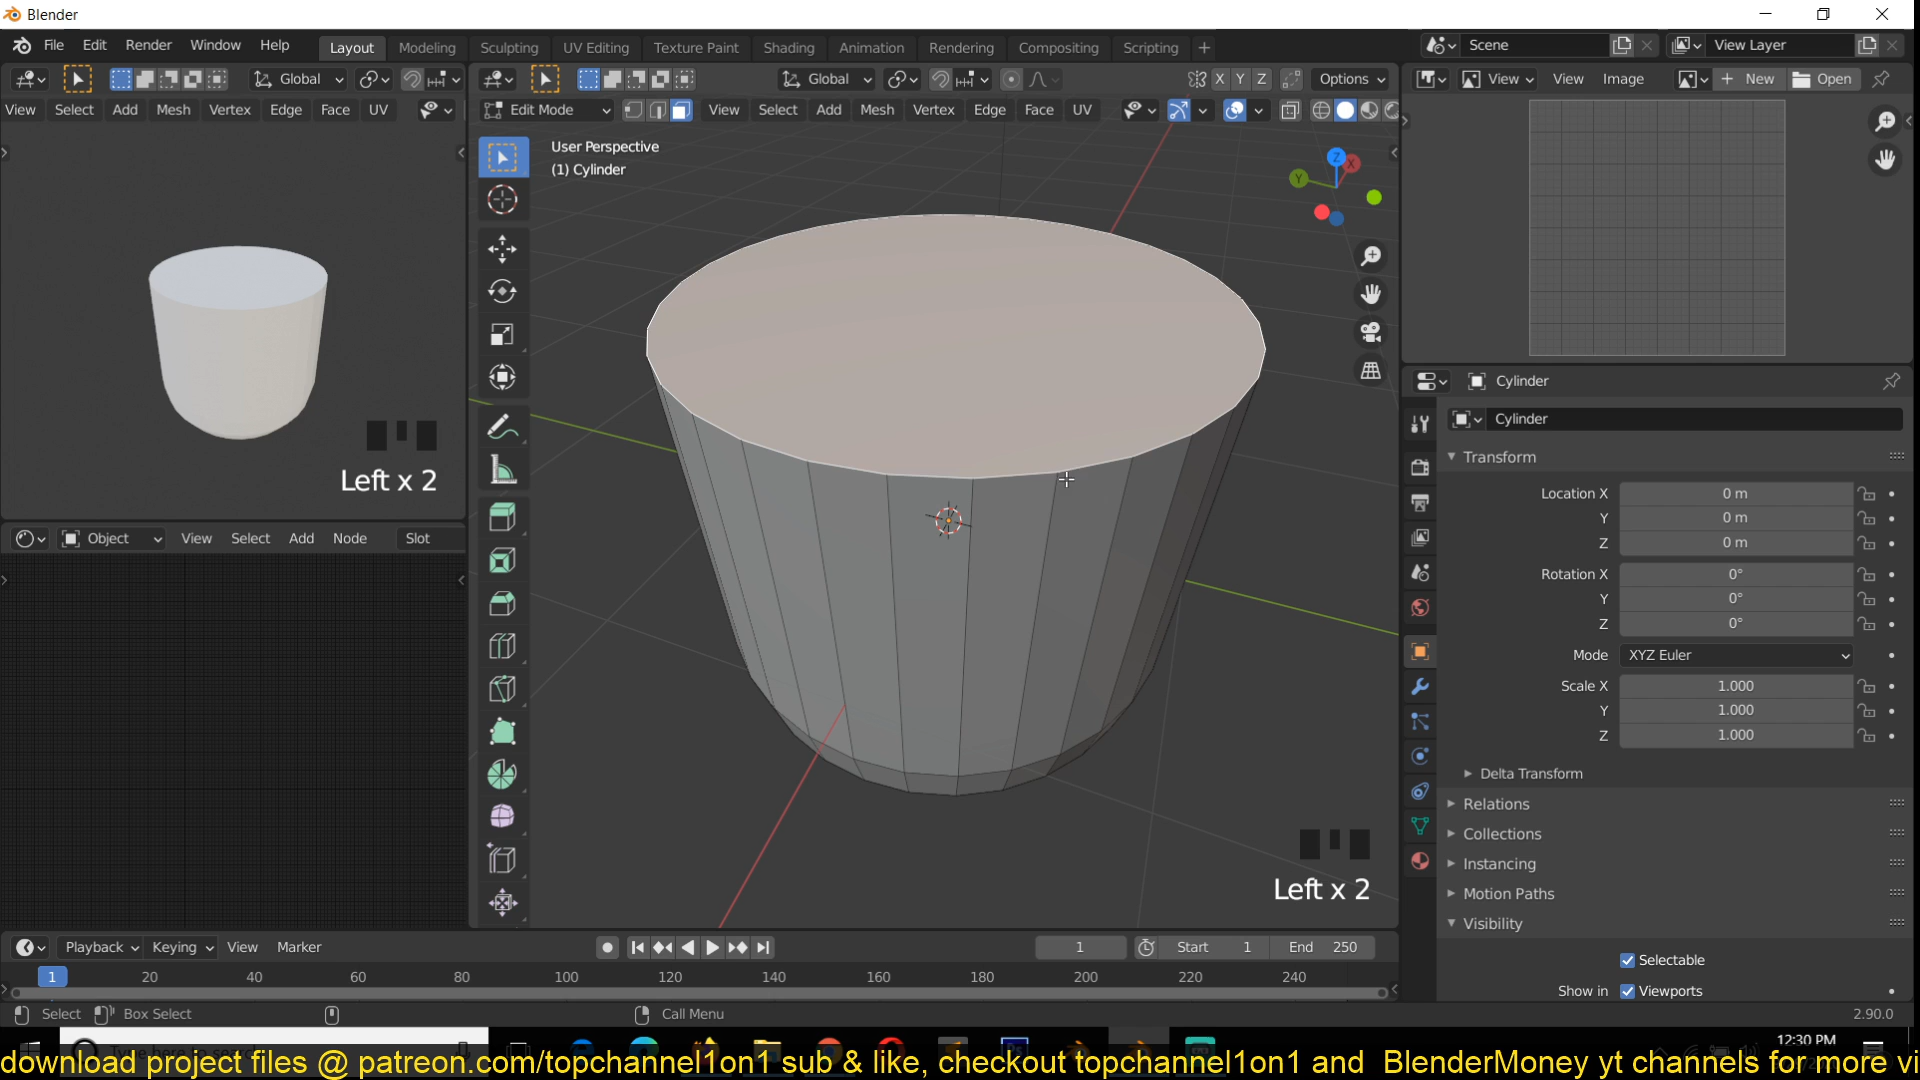 Blender
File Edit Render Window Help Layout Modeling Sculpting UV Editing Texture Paint Shading Animation Rendering Compositing Scripting Scene View Layer
Global Global X Y Z Options View View Image New Open
View Select Add Mesh Vertex Edge Face UV Edit Mode View Select Add Mesh Vertex Edge Face UV
User Perspective
(1) Cylinder
Z X Y
Left x 2
Object View Select Add Node Slot
Left x 2
Cylinder
Cylinder
Transform
Location X 0 m
Y 0 m
Z 0 m
Rotation X 0°
Y 0°
Z 0°
Mode XYZ Euler
Scale X 1.000
Y 1.000
Z 1.000
Delta Transform
Relations
Collections
Instancing
Motion Paths
Visibility
Selectable
Show in Viewports
Playback Keying View Marker 1 Start 1 End 250
1 20 40 60 80 100 120 140 160 180 200 220 240
Select Box Select Call Menu 2.90.0
12:30 PM
download project files @ patreon.com/topchannel1on1 sub & like, checkout topchannel1on1 and BlenderMoney yt channels for more vi